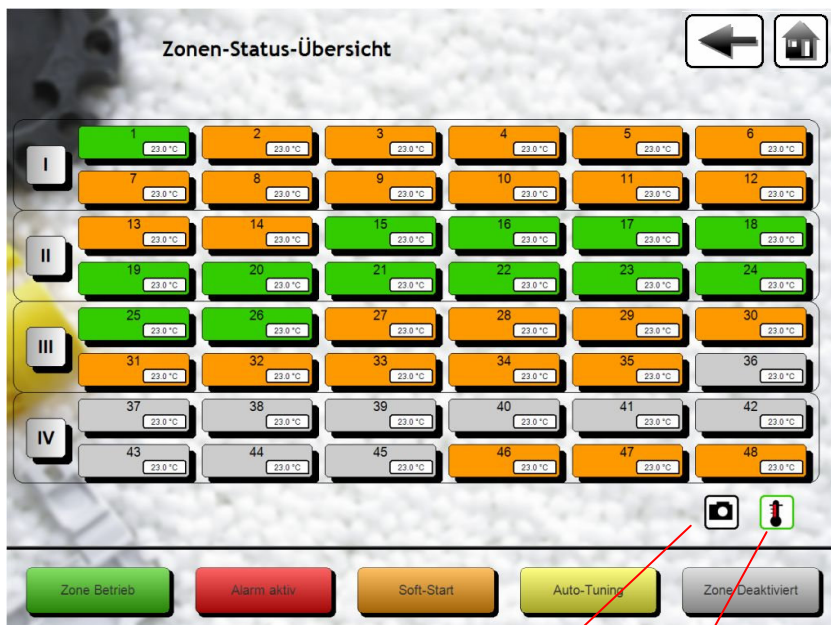 Zonen-Status-Übersicht
1 2 3 4 5 6
23.0 °C 23.0 °C 23.0 °C 23.0 °C 23.0 °C 23.0 °C
I
7 8 9 10 11 12
23.0 °C 23.0 °C 23.0 °C 23.0 °C 23.0 °C 23.0 °C
13 14 15 16 17 18
23.0 °C 23.0 °C 23.0 °C 23.0 °C 23.0 °C 23.0 °C
II
19 20 21 22 23 24
23.0 °C 23.0 °C 23.0 °C 23.0 °C 23.0 °C 23.0 °C
25 26 27 28 29 30
23.0 °C 23.0 °C 23.0 °C 23.0 °C 23.0 °C 23.0 °C
III
31 32 33 34 35 36
23.0 °C 23.0 °C 23.0 °C 23.0 °C 23.0 °C 23.0 °C
37 38 39 40 41 42
23.0 °C 23.0 °C 23.0 °C 23.0 °C 23.0 °C 23.0 °C
IV
43 44 45 46 47 48
23.0 °C 23.0 °C 23.0 °C 23.0 °C 23.0 °C 23.0 °C
Zone Betrieb Alarm aktiv Soft-Start Auto-Tuning Zone Deaktiviert